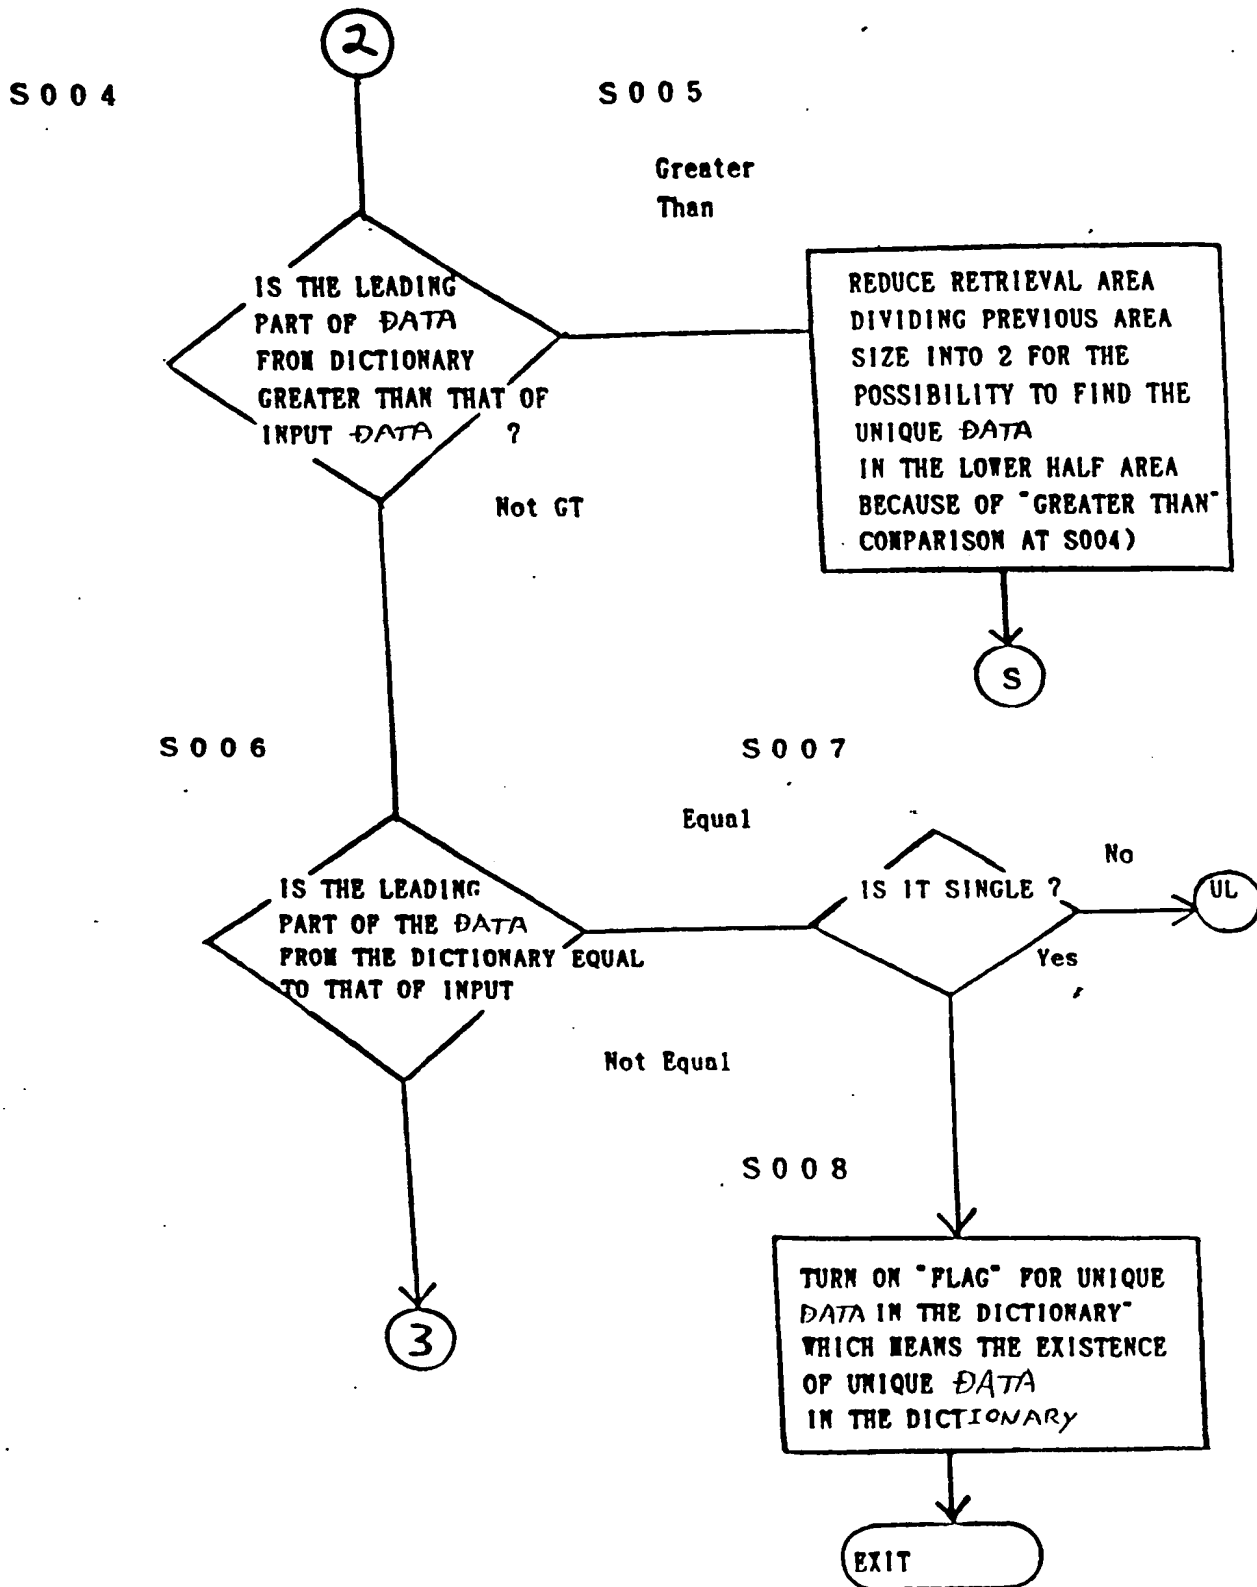 2
S004
S005
Greater
Than
IS THE LEADING
PART OF DATA
FROM DICTIONARY
GREATER THAN THAT OF
INPUT DATA ?
REDUCE RETRIEVAL AREA
DIVIDING PREVIOUS AREA
SIZE INTO 2 FOR THE
POSSIBILITY TO FIND THE
UNIQUE DATA
IN THE LOWER HALF AREA
BECAUSE OF "GREATER THAN"
COMPARISON AT S004)
Not GT
S
S006
S007
Equal
No
IS THE LEADING
PART OF THE DATA
FROM THE DICTIONARY EQUAL
TO THAT OF INPUT
IS IT SINGLE ?
UL
Yes
Not Equal
S008
3
TURN ON "FLAG" FOR UNIQUE
DATA IN THE DICTIONARY"
WHICH MEANS THE EXISTENCE
OF UNIQUE DATA
IN THE DICTIONARY
EXIT